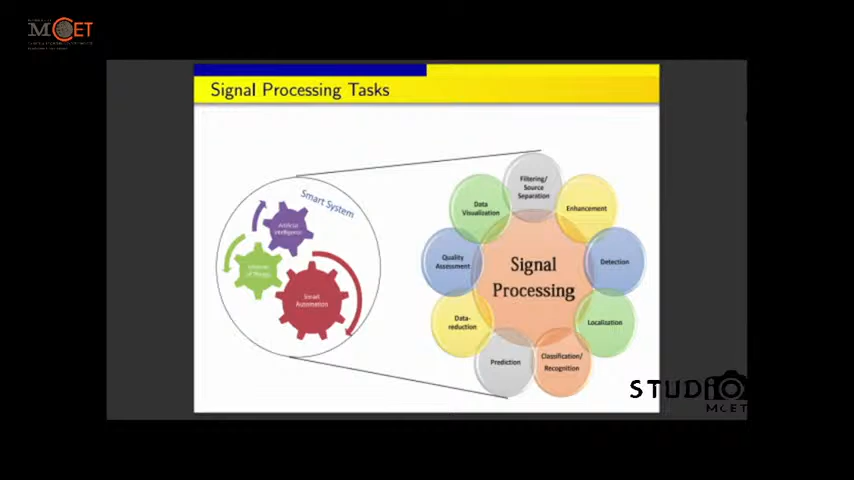 MCET
Signal Processing Tasks
Smart System
Artificial
Intelligence
Internet
of Things
Smart
Automation
Filtering/
Source
Separation
Enhancement
Detection
Localization
Classification/
Recognition
Prediction
Data-
reduction
Quality
Assessment
Data
Visualization
Signal
Processing
STUDIO
MCET